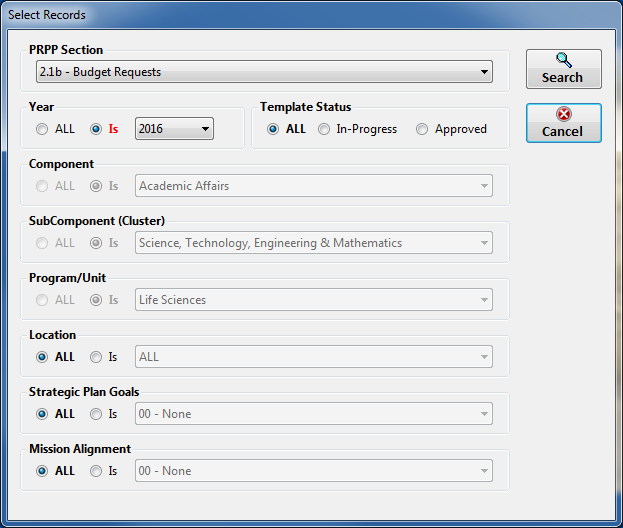 Select Records
PRPP Section
2.1b - Budget Requests
Search
Year
ALL Is 2016
Template Status
ALL In-Progress Approved
Cancel
Component
ALL Is Academic Affairs
SubComponent (Cluster)
ALL Is Science, Technology, Engineering & Mathematics
Program/Unit
ALL Is Life Sciences
Location
ALL Is ALL
Strategic Plan Goals
ALL Is 00 - None
Mission Alignment
ALL Is 00 - None